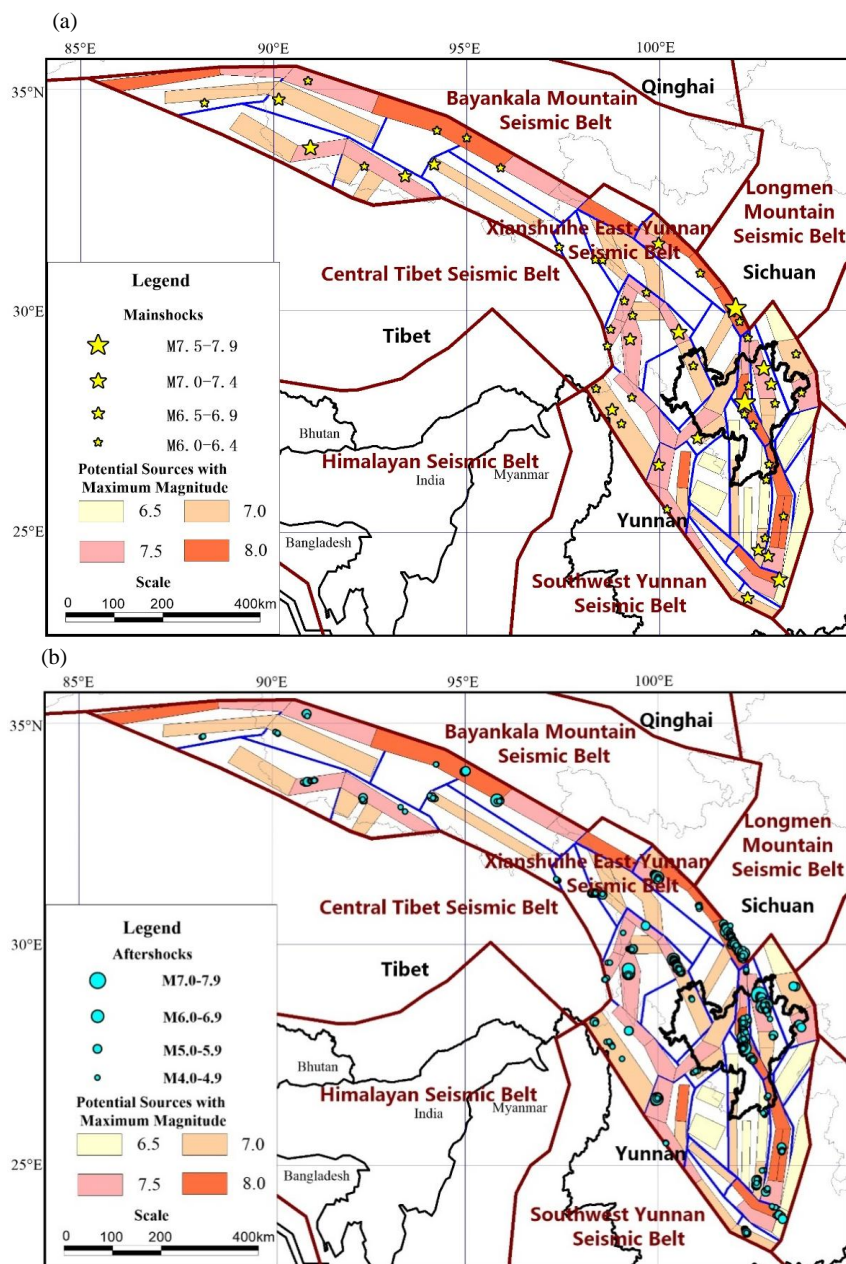 (a)
85°E 90°E 95°E 100°E
35°N
Qinghai
Bayankala Mountain
Seismic Belt
Longmen
Mountain
Seismic Belt
Xianshuihe East-Yunnan
Seismic Belt
Sichuan
Central Tibet Seismic Belt
30°E
Tibet
Legend
Mainshocks
M7.5-7.9
M7.0-7.4
M6.5-6.9
M6.0-6.4
Potential Sources with
Maximum Magnitude
6.5 7.0
7.5 8.0
Scale
0 100 200 400km
Bhutan
Himalayan Seismic Belt
India
Myanmar
Bangladesh
25°E
Yunnan
Southwest Yunnan
Seismic Belt
(b)
85°E 90°E 95°E 100°E
35°N
Qinghai
Bayankala Mountain
Seismic Belt
Longmen
Mountain
Seismic Belt
Xianshuihe East-Yunnan
Seismic Belt
Sichuan
Central Tibet Seismic Belt
30°E
Tibet
Legend
Aftershocks
M7.0-7.9
M6.0-6.9
M5.0-5.9
M4.0-4.9
Potential Sources with
Maximum Magnitude
6.5 7.0
7.5 8.0
Scale
0 100 200 400km
Bhutan
Himalayan Seismic Belt
India
Myanmar
Bangladesh
25°E
Yunnan
Southwest Yunnan
Seismic Belt